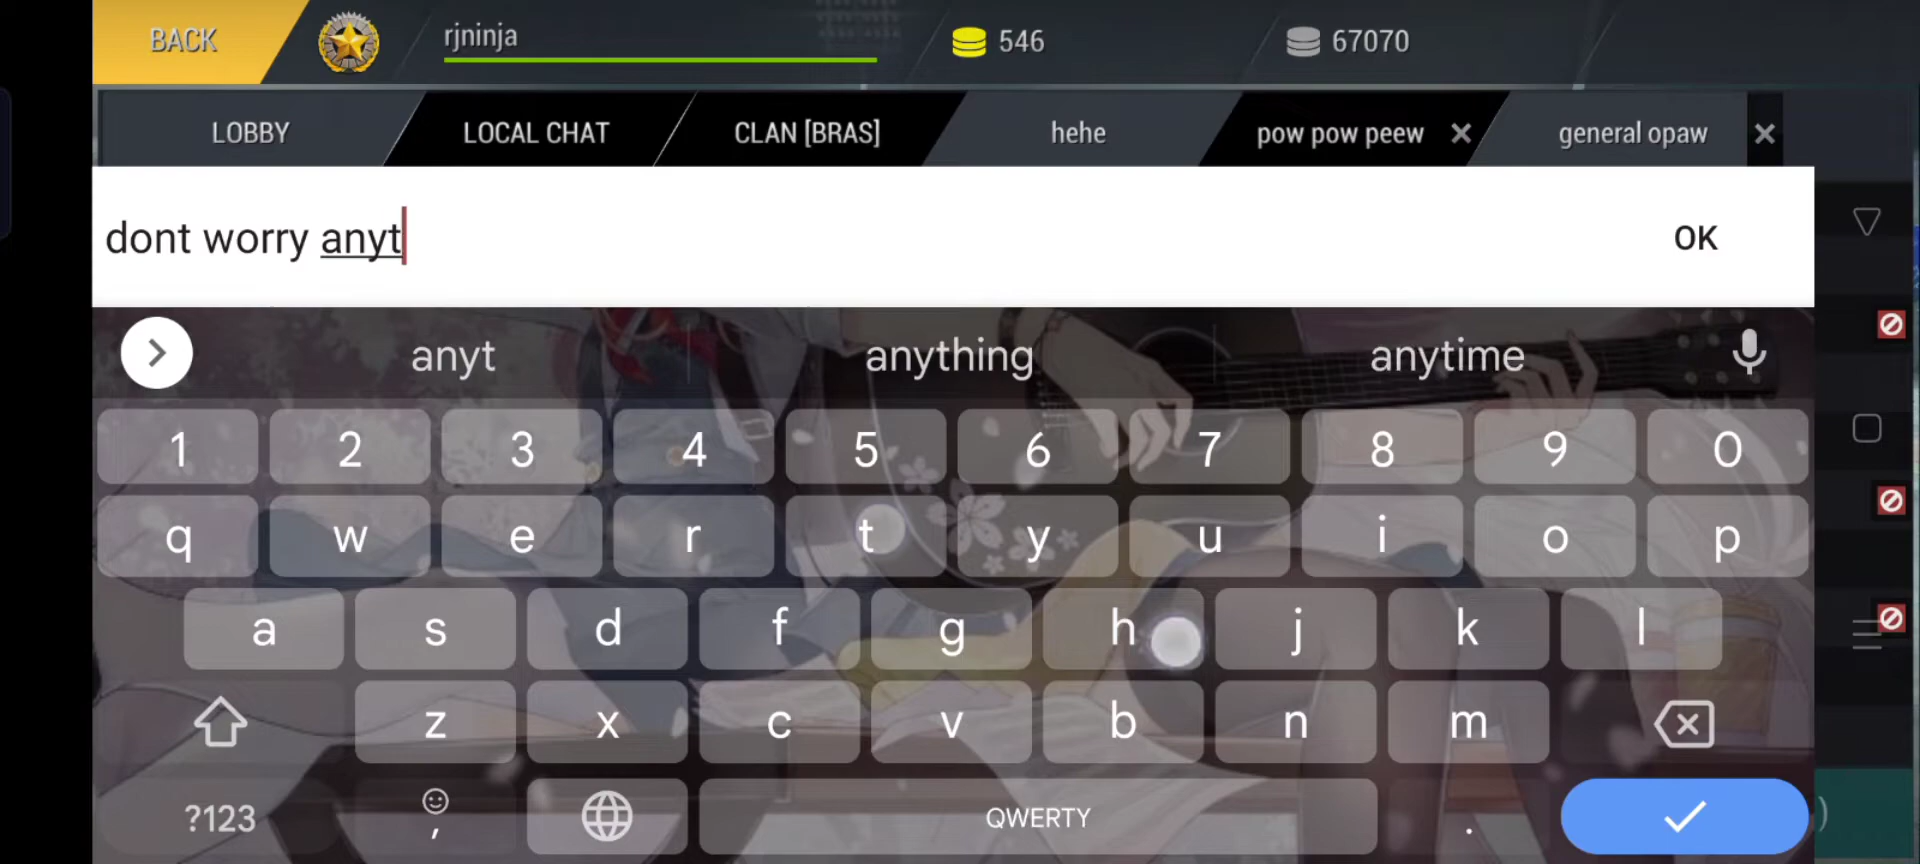 BACK
rjninja
546
67070
LOBBY
LOCAL CHAT
CLAN [BRAS]
hehe
pow pow peew
general opaw
dont worry anyt
OK
anyt
anything
anytime
1 2 3 4 5 6 7 8 9 0
q w e r t y u i o p
a s d f g h j k l
z x c v b n m
?123
,
QWERTY
.
)